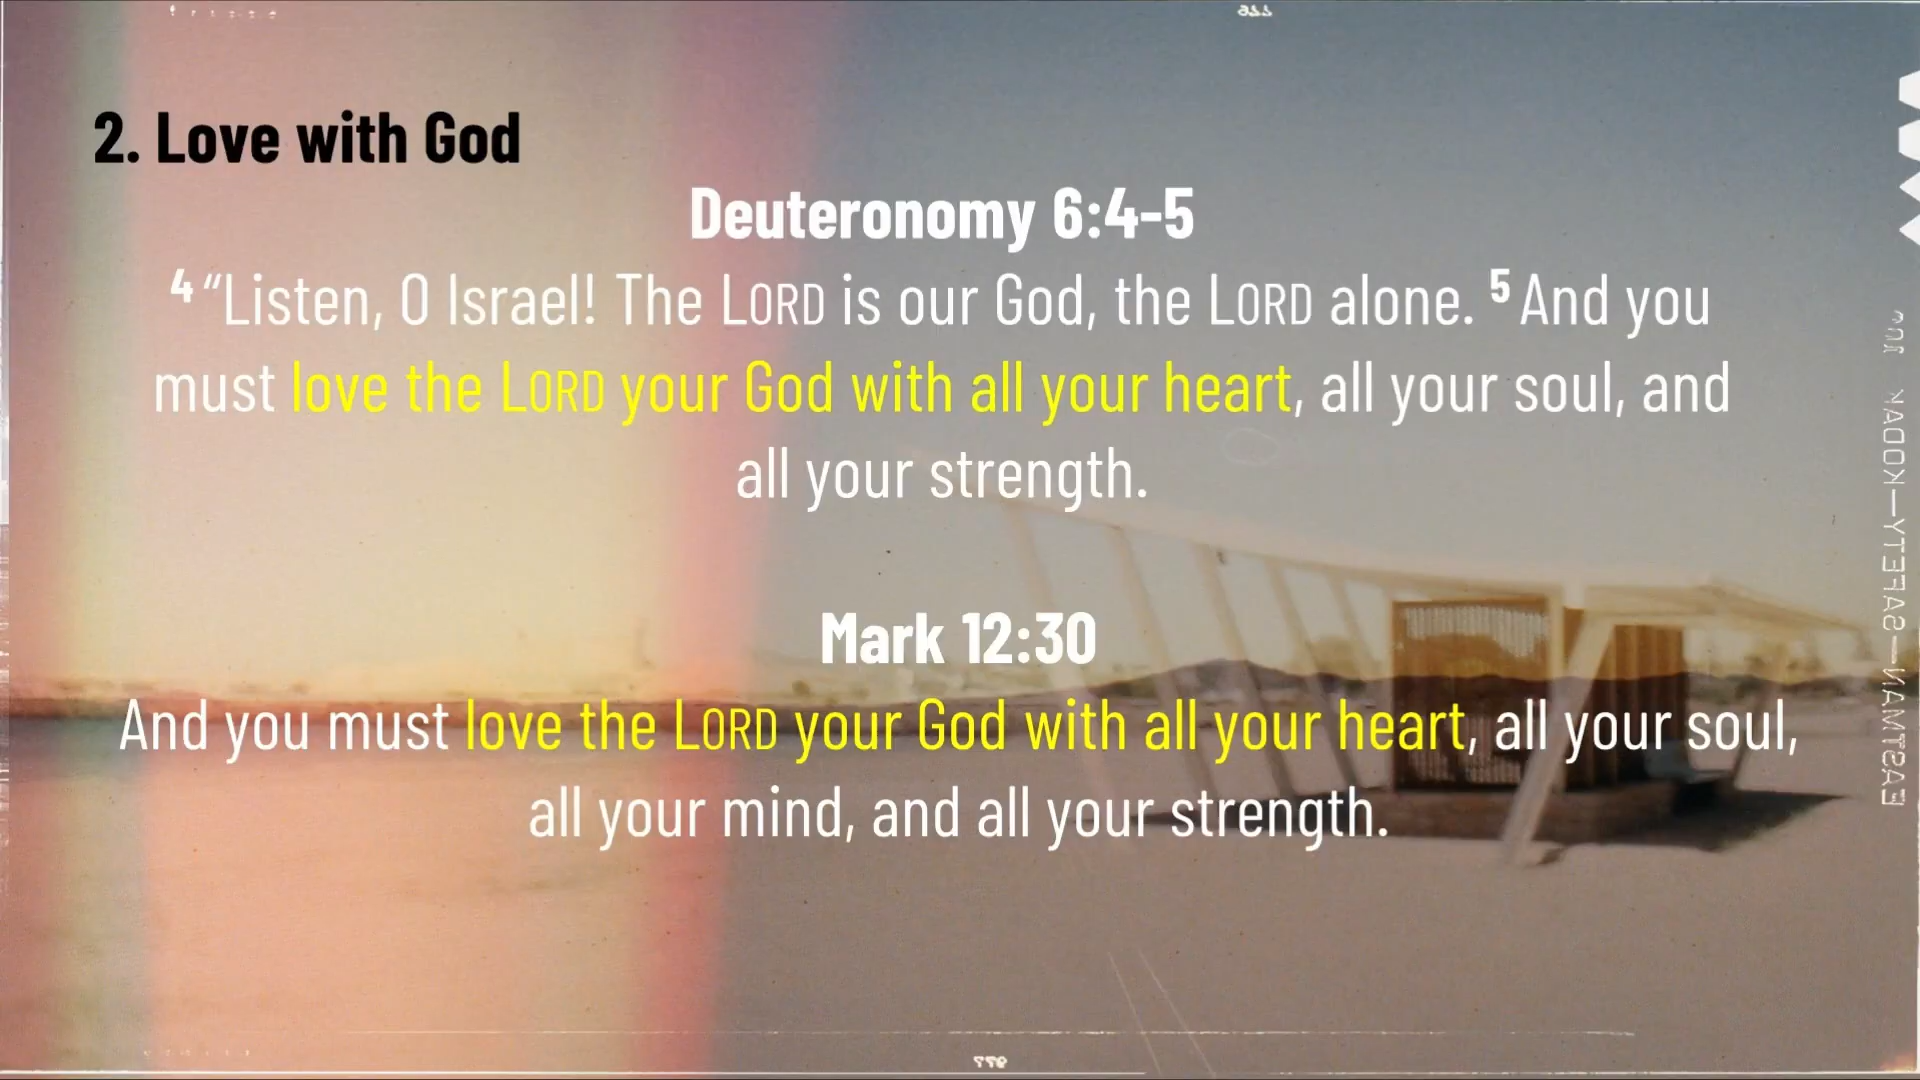 2. Love with God
Deuteronomy 6:4-5
4 “Listen, O Israel! The LORD is our God, the LORD alone. 5 And you
must love the LORD your God with all your heart, all your soul, and
all your strength.
Mark 12:30
And you must love the LORD your God with all your heart, all your soul,
all your mind, and all your strength.
EASTMAN—SAFETY—KODAK